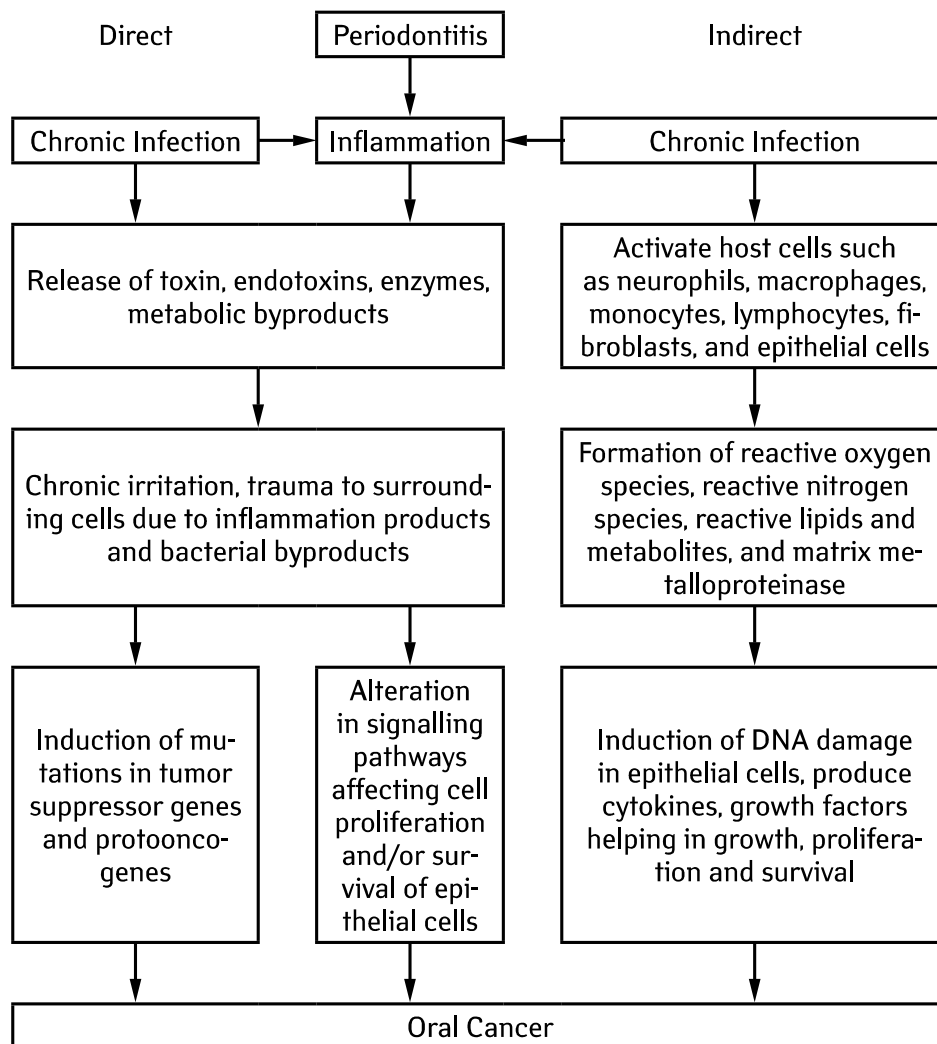 Direct
Periodontitis
Indirect
Chronic Infection
Inflammation
Chronic Infection
Release of toxin, endotoxins, enzymes,
metabolic byproducts
Activate host cells such
as neurophils, macrophages,
monocytes, lymphocytes, fi-
broblasts, and epithelial cells
Chronic irritation, trauma to surround-
ing cells due to inflammation products
and bacterial byproducts
Formation of reactive oxygen
species, reactive nitrogen
species, reactive lipids and
metabolites, and matrix me-
talloproteinase
Induction of mu-
tations in tumor
suppressor genes
and protoonco-
genes
Alteration
in signalling
pathways
affecting cell
proliferation
and/or sur-
vival of epi-
thelial cells
Induction of DNA damage
in epithelial cells, produce
cytokines, growth factors
helping in growth, prolifera-
tion and survival
Oral Cancer